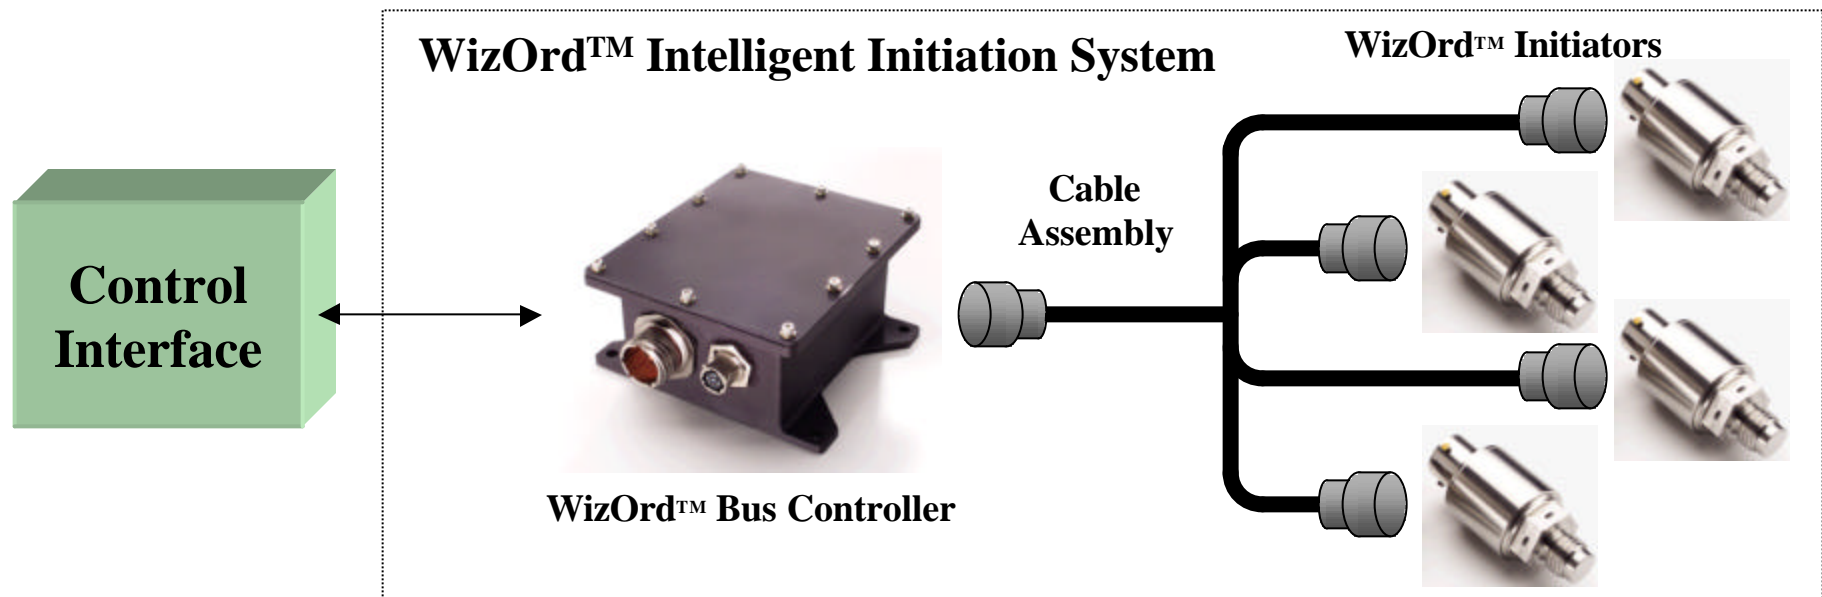 WizOrd™ Intelligent Initiation System
WizOrd™ Initiators
Cable
Assembly
Control
Interface
WizOrd™ Bus Controller